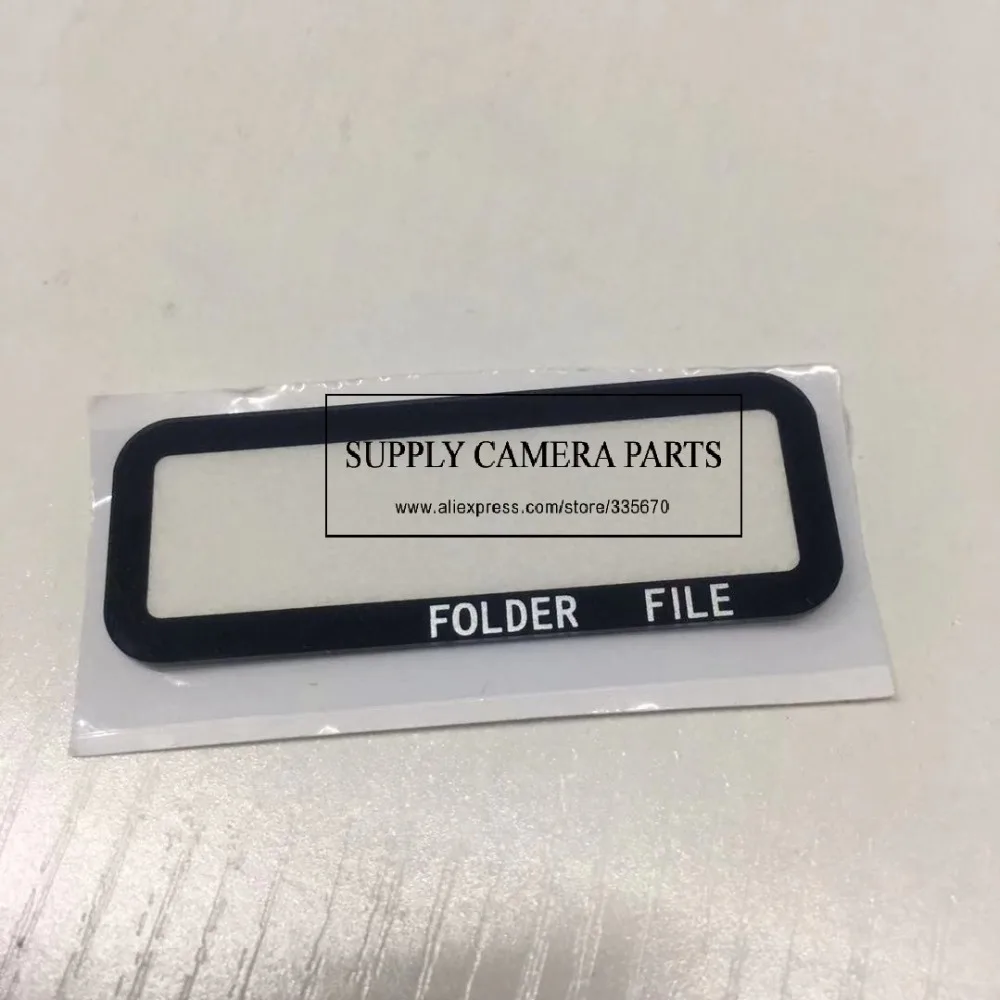 SUPPLY CAMERA PARTS
www.aliexpress.com/store/335670
FOLDER FILE